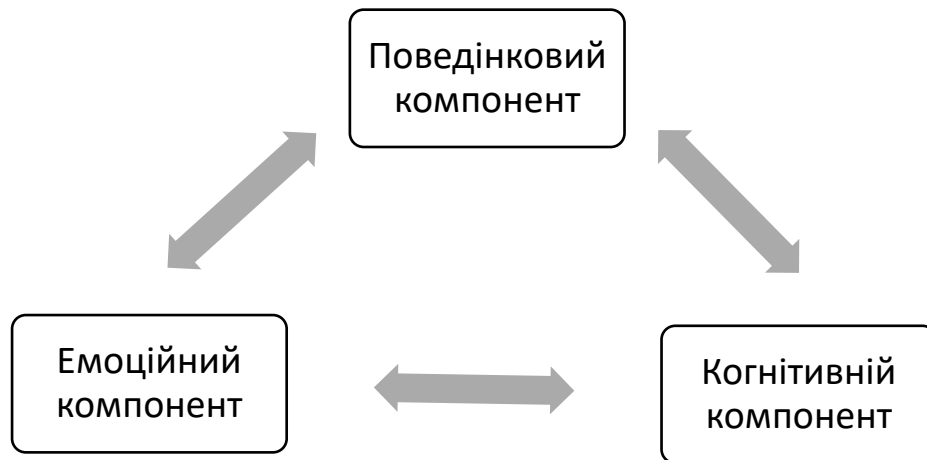 Поведінковий
компонент
Емоційний
компонент
Когнітивній
компонент